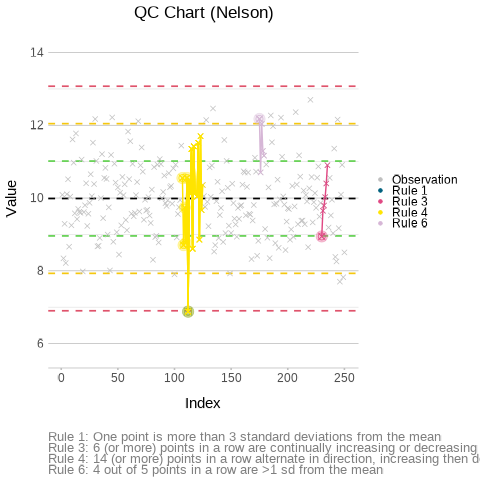 QC Chart (Nelson)
14
12
10
8
6
Value
0
50
100
150
200
250
Index
Observation
Rule 1
Rule 3
Rule 4
Rule 6
Rule 1: One point is more than 3 standard deviations from the mean
Rule 3: 6 (or more) points in a row are continually increasing or decreasing
Rule 4: 14 (or more) points in a row alternate in direction, increasing then
Rule 6: 4 out of 5 points in a row are >1 sd from the mean